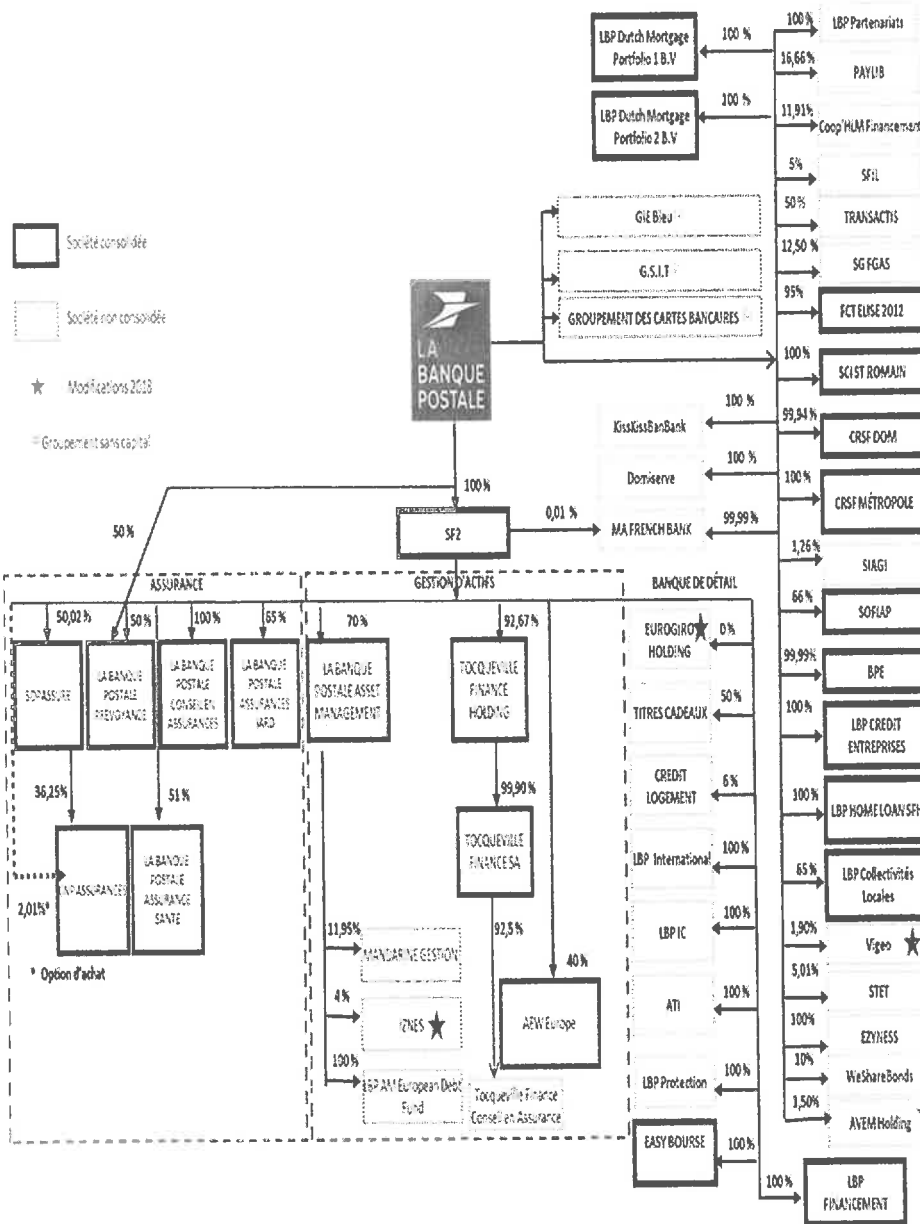 LBP Dutch Mortgage
Portfolio 1 B.V
100 %
LBP Dutch Mortgage
Portfolio 2 B.V
100 %
100%
LBP Partenariats
16,66%
PAYLIB
11,91%
Coop'HLM Financement
5%
SFIL
50%
TRANSACTIS
12,50 %
SGFGAS
95%
FCT ELISE 2012
100%
SCI ST ROMAIN
99,94%
CRSF DOM
100%
CRSF MÉTROPOLE
1,26%
SIAGI
66%
SOFIAP
99,99%
BPE
100%
LBP CREDIT
ENTREPRISES
100%
LBP HOME LOAN SFH
65%
LBP Collectivités
Locales
1,90%
Vigeo
5,01%
STET
100%
EZYNESS
10%
WeShareBonds
1,50%
AVEM Holding
Société consolidée
Société non consolidée
Modifications 2018
Groupement sans capital
LA
BANQUE
POSTALE
GIE Bleu
G.S.I.T
GROUPEMENT DES CARTES BANCAIRES
KissKissBanBank
100 %
Domiserve
100 %
MA FRENCH BANK
99,99%
100%
50%
SF2
0,01 %
ASSURANCE
GESTION D'ACTIFS
BANQUE DE DÉTAIL
50,02%
SOPASSURE
50%
LA BANQUE
POSTALE
PREVOYANCE
100%
LA BANQUE
POSTALE
CONSEIL EN
ASSURANCES
65%
LA BANQUE
POSTALE
ASSURANCES IARD
36,25%
CNP ASSURANCES
51%
LA BANQUE
POSTALE
ASSURANCE
SANTE
2,01%*
* Option d'achat
70%
LA BANQUE
POSTALE ASSET
MANAGEMENT
92,67%
TOCQUEVILLE
FINANCE
HOLDING
99,90%
TOCQUEVILLE
FINANCE SA
92,5%
Tocqueville Finance
Conseil en Assurance
11,95%
MANDARINE GESTION
4%
IZNES
100%
LBP AM European Debt
Fund
40%
AEW Europe
EUROGIRO
HOLDING
0%
TITRES CADEAUX
50%
CREDIT
LOGEMENT
6%
LBP International
100%
LBP IC
100%
ATI
100%
LBP Protection
100%
EASY BOURSE
100%
100%
LBP
FINANCEMENT